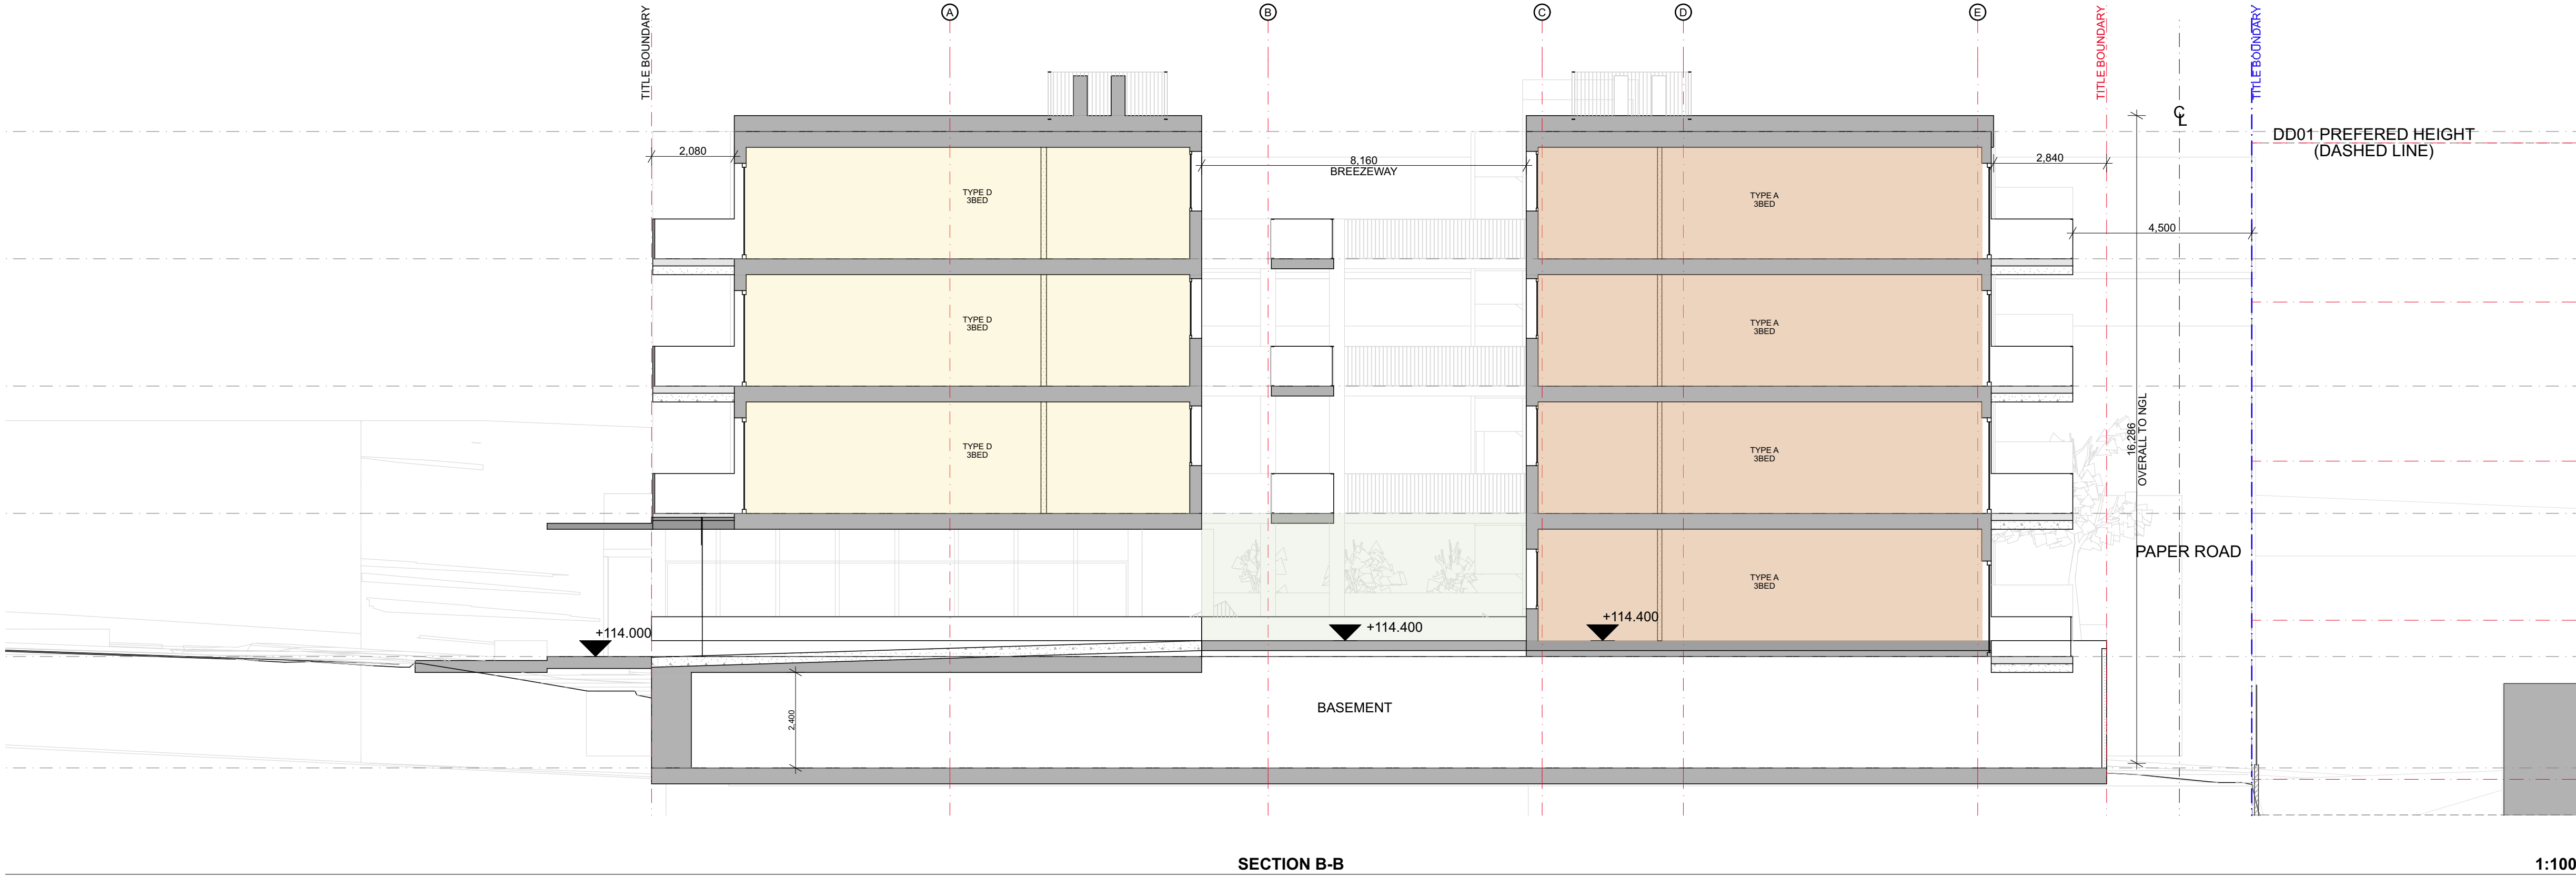 A
B
C
D
E
TITLE BOUNDARY
TITLE BOUNDARY
TITLE BOUNDARY
CL
DD01 PREFERED HEIGHT
(DASHED LINE)
2,080
8,160
BREEZEWAY
2,840
TYPE D
3BED
TYPE A
3BED
4,500
TYPE D
3BED
TYPE A
3BED
TYPE D
3BED
TYPE A
3BED
16,286
OVERALL TO NGL
PAPER ROAD
TYPE A
3BED
+114.000
+114.400
+114.400
2,400
BASEMENT
SECTION B-B
1:100